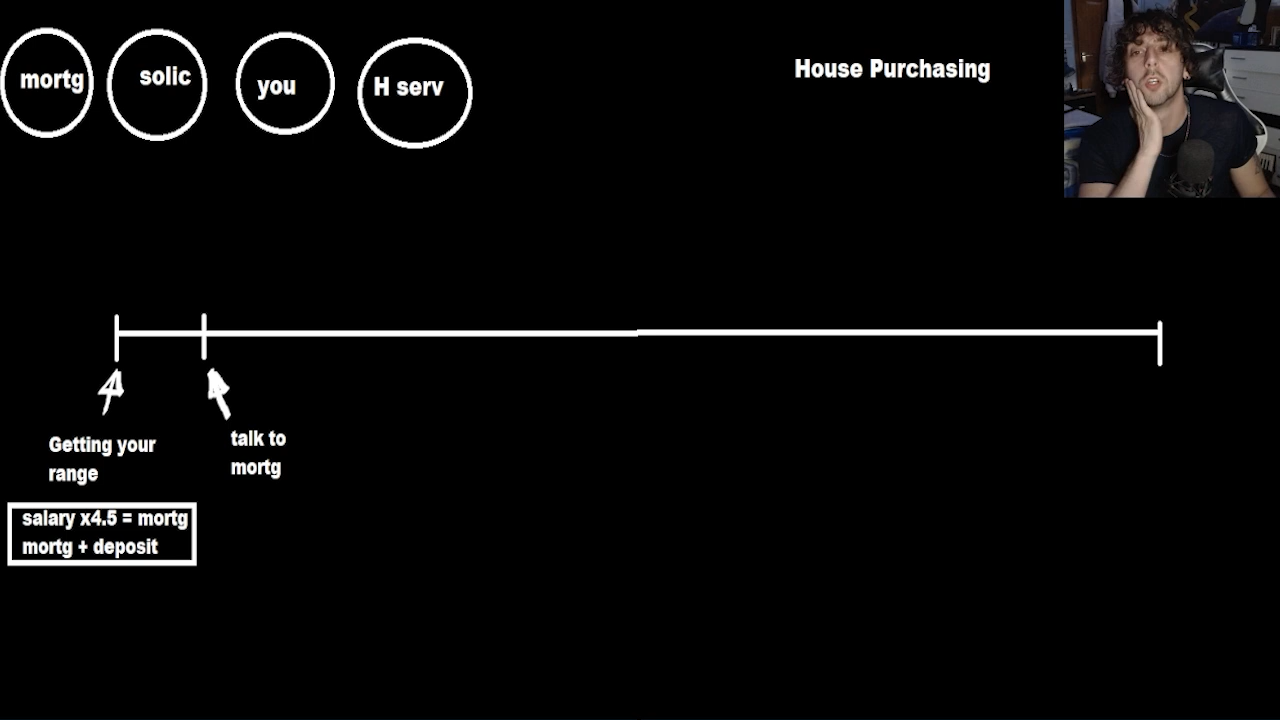 mortg
solic
you
H serv
House Purchasing
Getting your
range
talk to
mortg
salary x4.5 = mortg
mortg + deposit